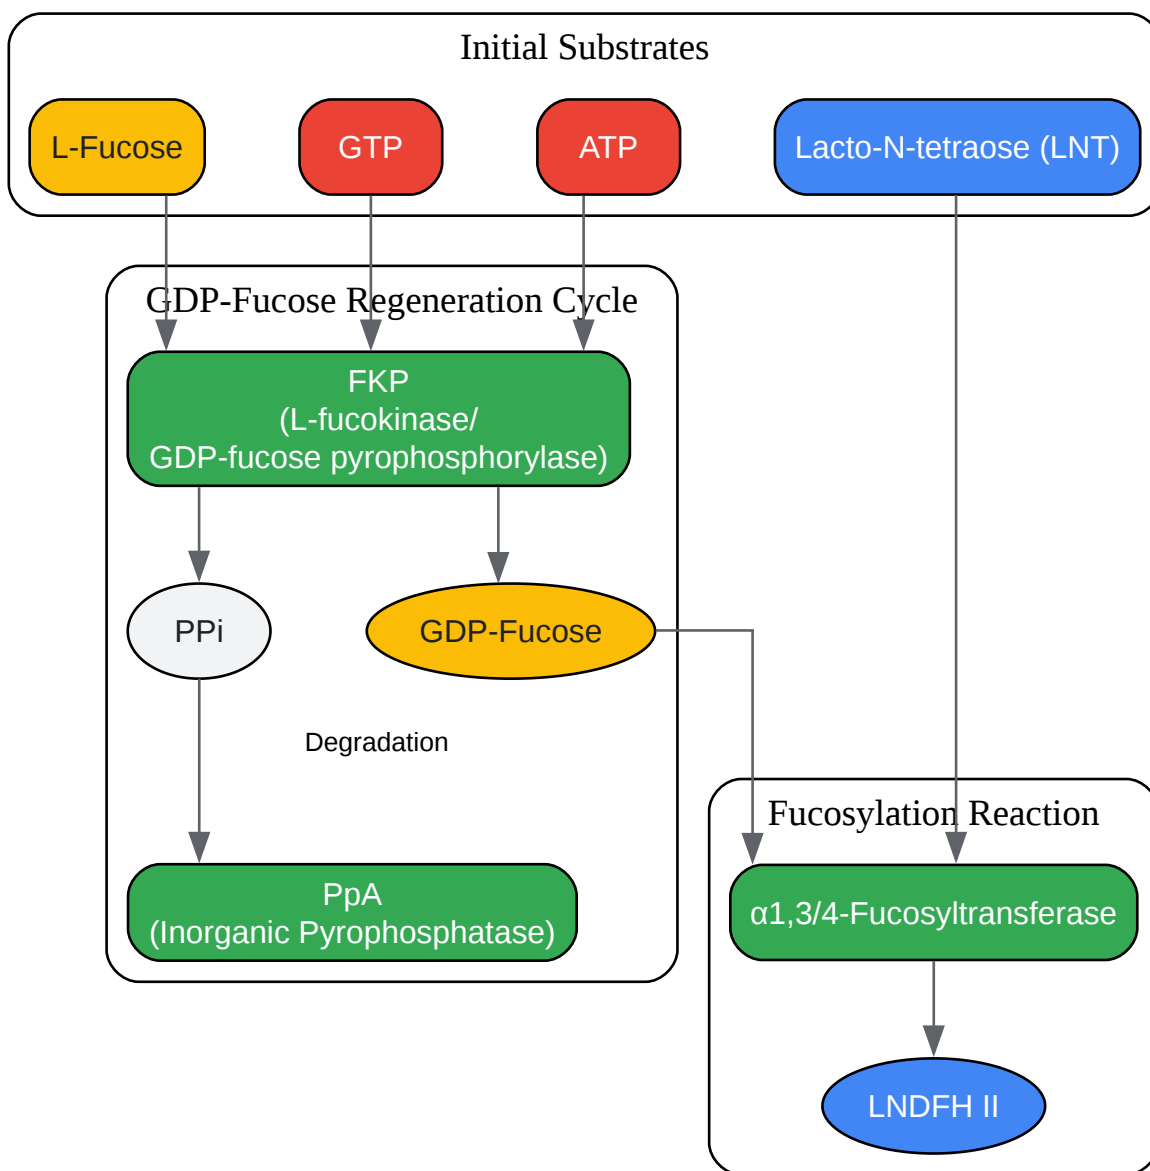 Initial Substrates
L-Fucose
GTP
ATP
Lacto-N-tetraose (LNT)
GDP-Fucose Regeneration Cycle
FKP
(L-fucokinase/
GDP-fucose pyrophosphorylase)
PPi
GDP-Fucose
Degradation
PpA
(Inorganic Pyrophosphatase)
Fucosylation Reaction
α1,3/4-Fucosyltransferase
LNDFH II